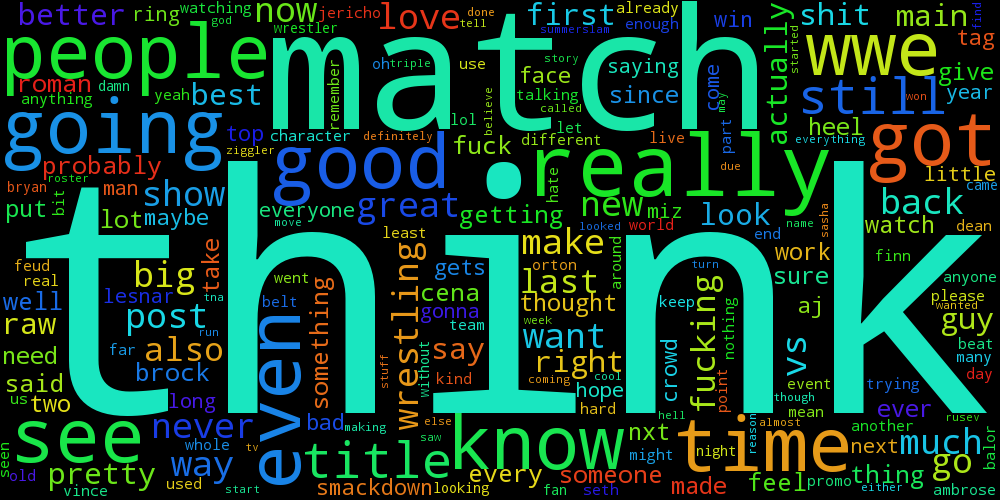 better
ring
watching
god
now
jericho
love
done
tell
first
already
enough
win
shit
main
find
people
wrestler
match
summerslam
actually
started
wwe
tag
roman
damn
anything
yeah
best
oh
triple
remember
use
lol
story
face
talking
called
believe
let
saying
since
come
may
still
won
give
year
going
top
ziggler
character
definitely
good
fuck
different
really
live
part
due
everything
heel
got
little
probably
roster
bryan
man
show
put
bit
lot
maybe
everyone
move
great
getting
hate
new
miz
looked
world
look
end
name
sasha
back
came
watch
dean
think
feud
real
big
take
went
least
wrestling
gets
orton
make
last
around
turn
work
sure
finn
anyone
please
wanted
well
lesnar
tna
post
run
belt
something
even
cena
gonna
team
thought
week
want
keep
fucking
nothing
aj
guy
raw
also
far
need
brock
said
us
two
long
never
bad
making
stuff
without
say
kind
right
coming
cool
hope
hard
crowd
point
vs
event
though
mean
trying
ever
beat
many
day
rusev
see
seen
old
pretty
vince
way
whole
used
tv
start
title
smackdown
else
saw
looking
know
every
fan
someone
seth
hell
nxt
might
made
time
night
reason
almost
feel
promo
another
next
thing
either
much
go
balor
ambrose